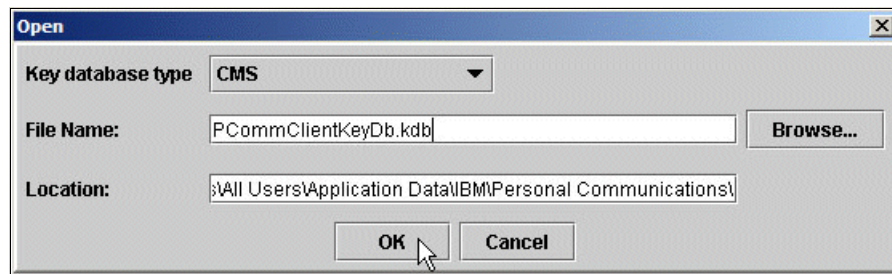 Open
Key database type CMS
File Name: PCommClientKeyDb.kdb Browse...
Location: s\All Users\Application Data\IBM\Personal Communications\
OK Cancel